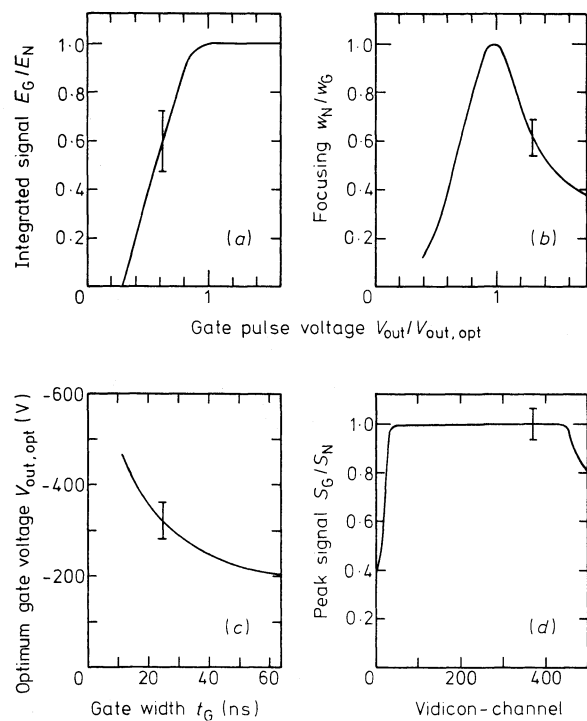 Integrated signal E_G/E_N
1·0
0·8
0·6
0·4
0·2
0
0
1
(a)
Focusing w_N/w_G
1·0
0·8
0·6
0·4
0·2
0
1
(b)
Gate pulse voltage V_out/V_out, opt
Optimum gate voltage V_out, opt (V)
-600
-400
-200
0
0
20
40
60
(c)
Gate width t_G (ns)
Peak signal S_G/S_N
1·0
0·8
0·6
0·4
0·2
0
200
400
(d)
Vidicon-channel